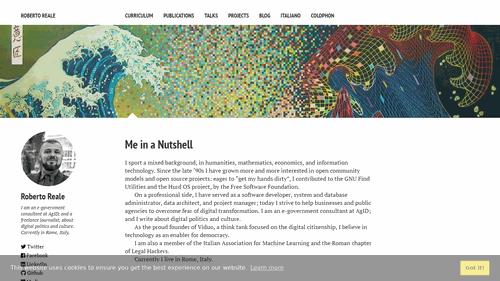 ROBERTO REALE
CURRICULUM PUBLICATIONS TALKS PROJECTS BLOG ITALIANO COLOPHON
Me in a Nutshell
I sport a mixed background, in humanities, mathematics, economics, and information
technology. Since the late '90s I have grown more and more interested in open community
models and open source projects: eager to "get my hands dirty", I contributed to the GNU Find
Utilities and the Hurd OS project, by the Free Software Foundation.
On a professional side, I have served as a software developer, system and database
administrator, data architect, and project manager; today I strive to help businesses and public
agencies to overcome fear of digital transformation. I am an e-government consultant at AgID;
and I write about digital politics and culture.
As the proud founder of Viduo, a think tank focused on the digital citizenship, I believe in
technology as an enabler for democracy.
I am also a member of the Italian Association for Machine Learning and the Roman chapter
of Legal Hackers.
Currently I live in Rome, Italy.
Roberto Reale
I am an e-government
consultant at AgID; and a
freelance journalist, about
digital politics and culture.
Currently in Rome, Italy.
Twitter
Facebook
LinkedIn
Github
This website uses cookies to ensure you get the best experience on our website. Learn more
GOT IT!